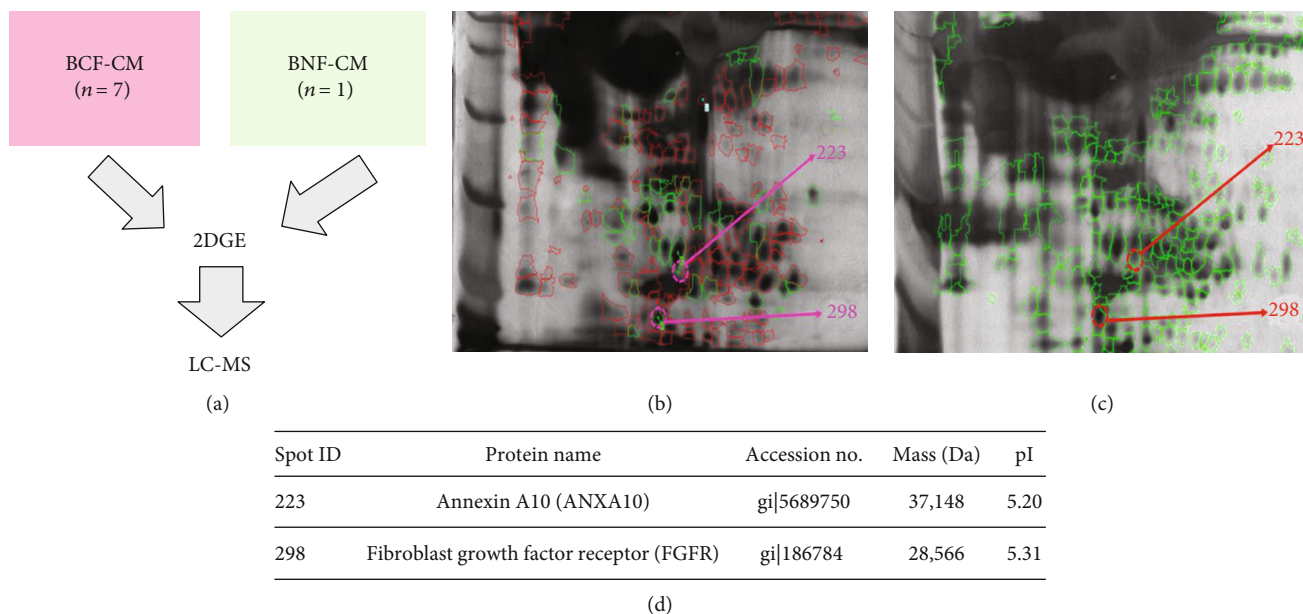 BCF-CM
(n = 7)
BNF-CM
(n = 1)
2DGE
LC-MS
(a)
223
298
(b)
223
298
(c)
Spot ID Protein name Accession no. Mass (Da) pI
223 Annexin A10 (ANXA10) gi|5689750 37,148 5.20
298 Fibroblast growth factor receptor (FGFR) gi|186784 28,566 5.31
(d)